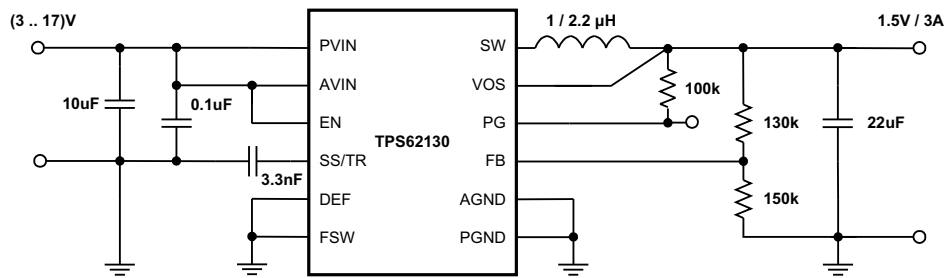 (3 .. 17)V
1 / 2.2 µH
1.5V / 3A
PVIN
SW
AVIN
VOS
10uF
0.1uF
100k
EN
PG
130k
22uF
TPS62130
SS/TR
FB
3.3nF
DEF
AGND
150k
FSW
PGND